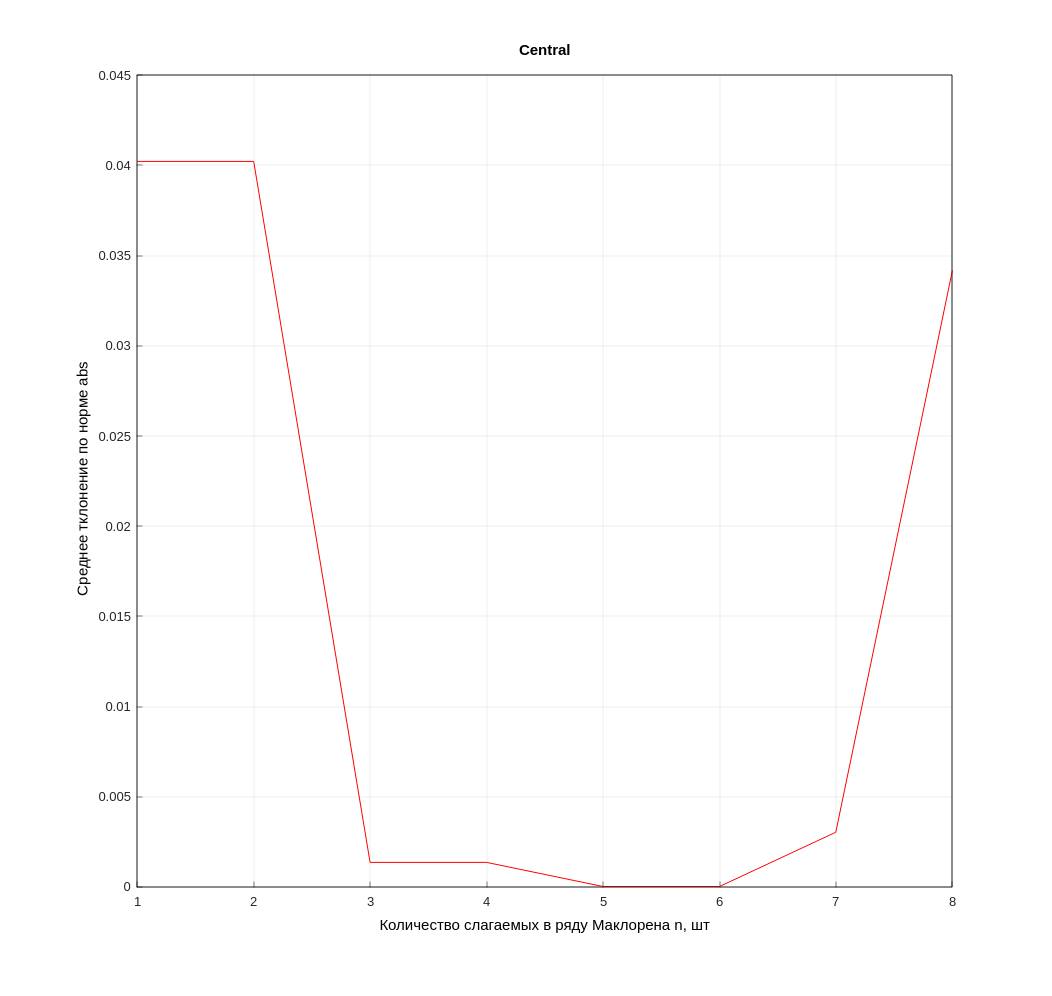 Central
0.045
0.04
0.035
0.03
0.025
0.02
0.015
0.01
0.005
0
Среднее тклонение по норме abs
1 2 3 4 5 6 7 8
Количество слагаемых в ряду Маклорена n, шт